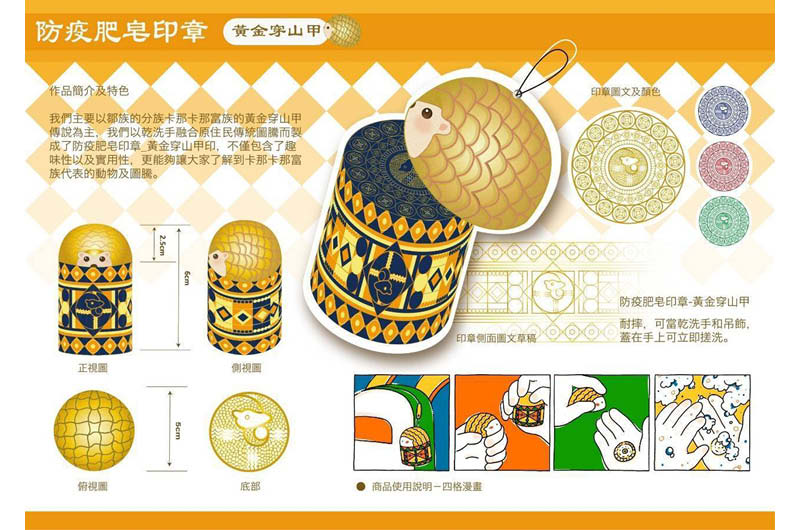 防疫肥皂印章
黃金穿山甲
作品簡介及特色
我們主要以鄒族的分族卡那卡那富族的黃金穿山甲
傳說為主，我們以乾洗手融合原住民傳統圖騰而製
成了防疫肥皂印章_黃金穿山甲印，不僅包含了趣
味性以及實用性，更能夠讓大家了解到卡那卡那富
族代表的動物及圖騰。
印章圖文及顏色
2.5cm
6cm
正視圖
側視圖
印章側面圖文草稿
防疫肥皂印章-黃金穿山甲
耐摔，可當乾洗手和吊飾，
蓋在手上可立即搓洗。
5cm
俯視圖
底部
● 商品使用說明－四格漫畫